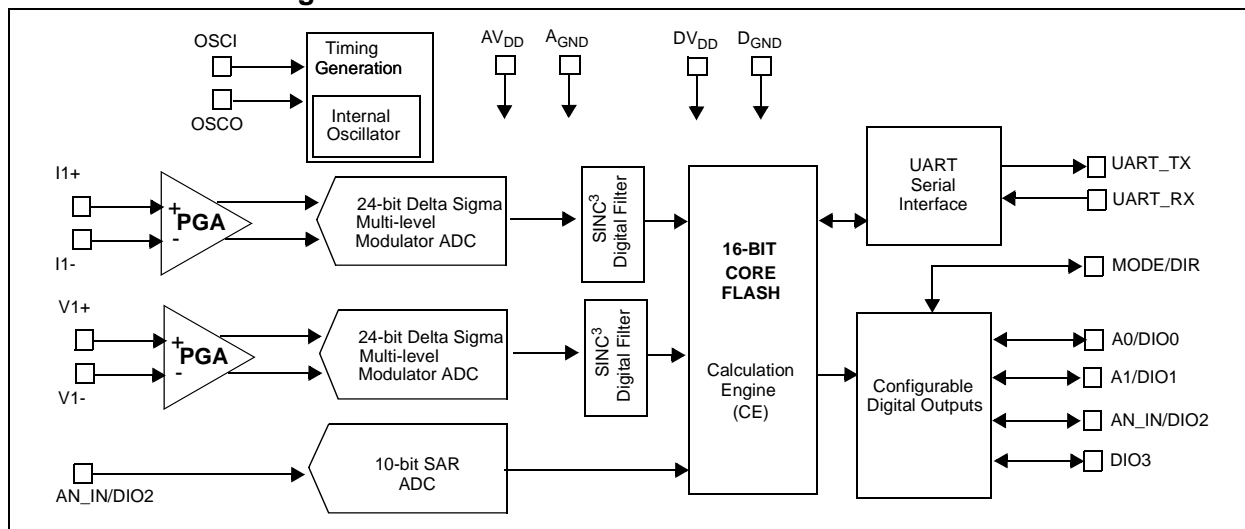 OSCI
OSCO
Timing
Generation
Internal
Oscillator
AVDD
AGND
DVDD
DGND
I1+
I1-
+
PGA
-
24-bit Delta Sigma
Multi-level
Modulator ADC
SINC3
Digital Filter
V1+
V1-
+
PGA
-
24-bit Delta Sigma
Multi-level
Modulator ADC
SINC3
Digital Filter
AN_IN/DIO2
10-bit SAR
ADC
16-BIT
CORE
FLASH
Calculation
Engine
(CE)
UART
Serial
Interface
UART_TX
UART_RX
MODE/DIR
Configurable
Digital Outputs
A0/DIO0
A1/DIO1
AN_IN/DIO2
DIO3